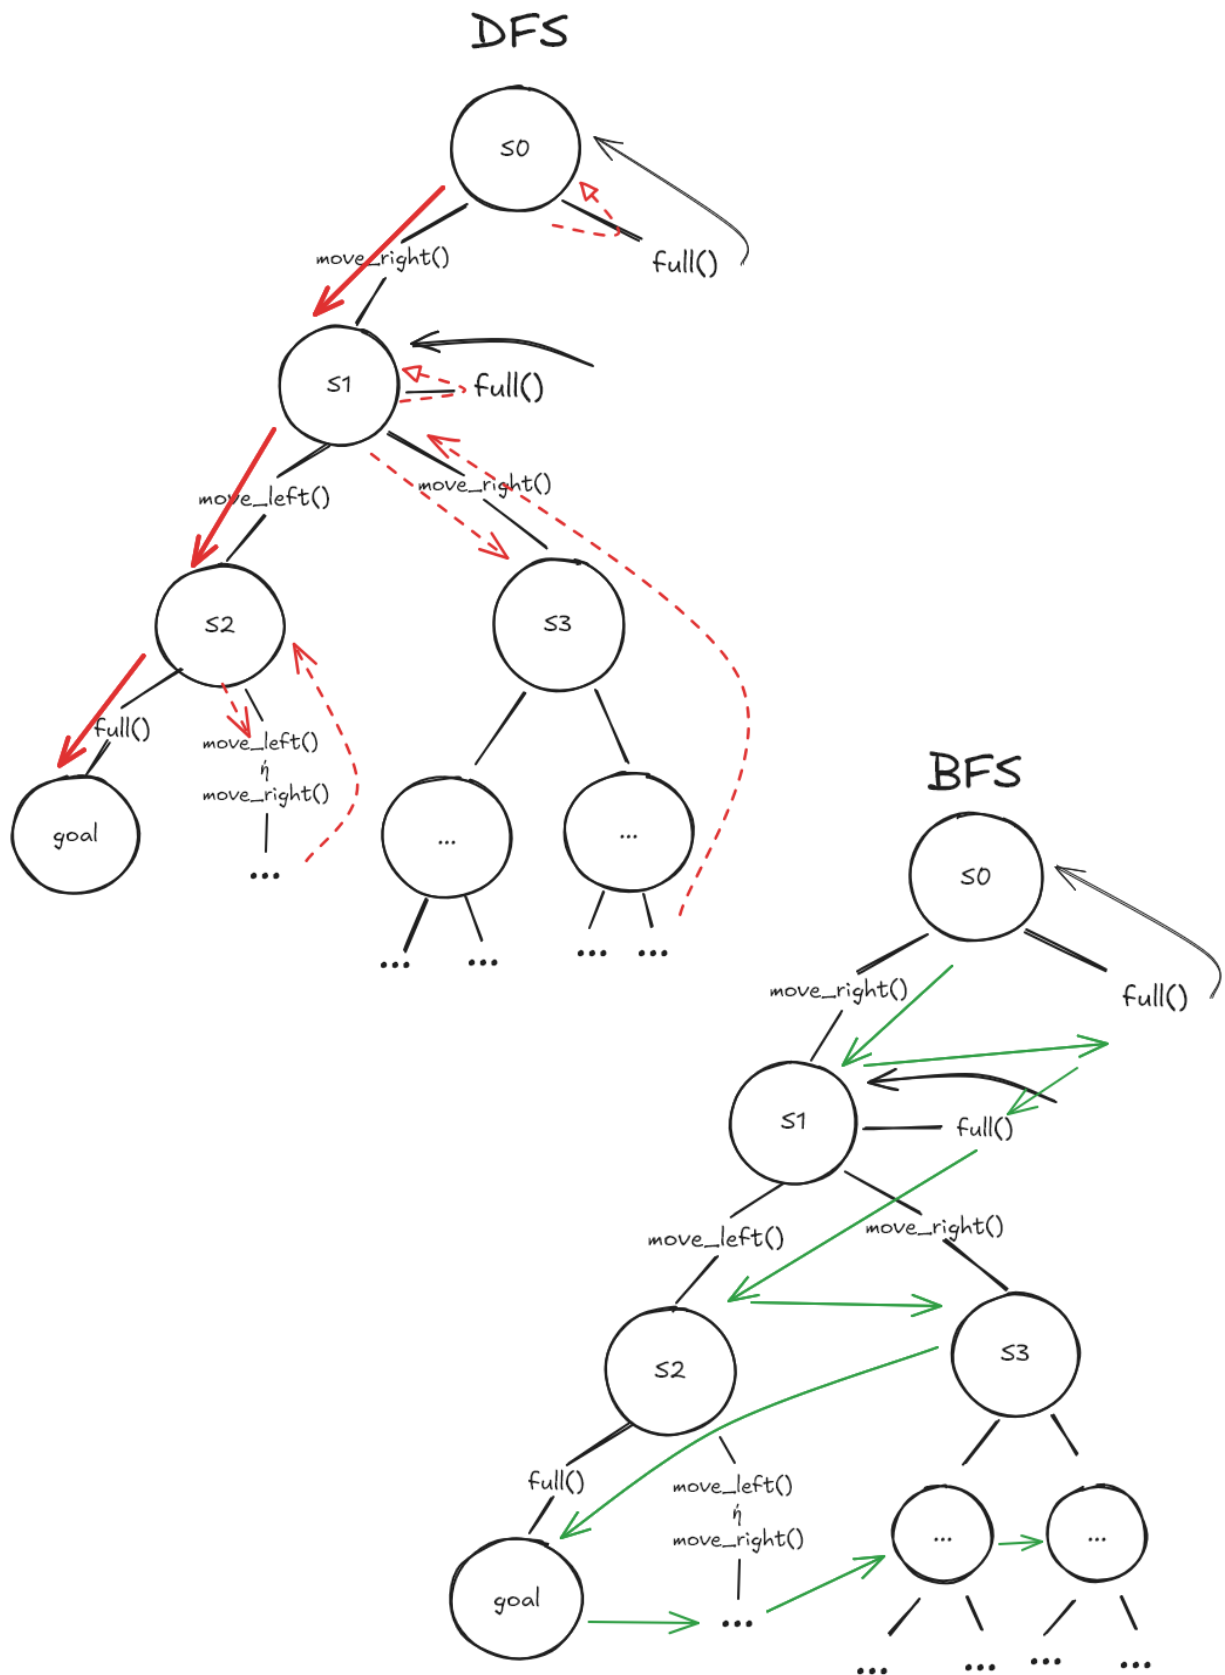 DFS
S0
move_right()
full()
S1
full()
move_left()
move_right()
S2
S3
full()
move_left()
ή
move_right()
goal
...
...
...
...
...
...
...
BFS
S0
move_right()
full()
S1
full()
move_left()
move_right()
S2
S3
full()
move_left()
ή
move_right()
goal
...
...
...
...
...
...
...